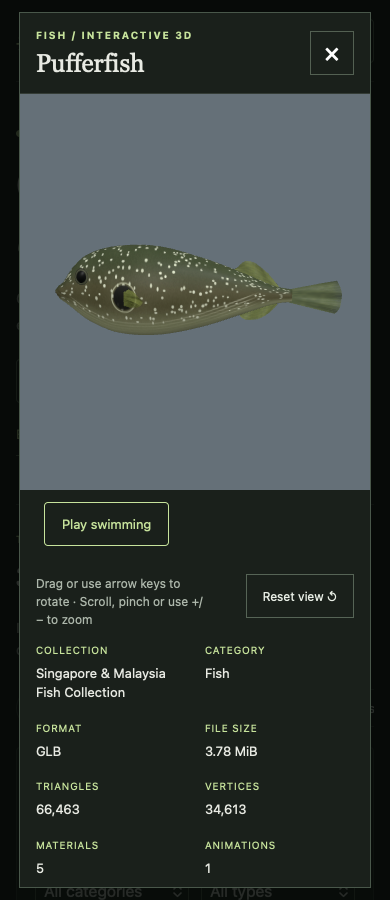 FISH / INTERACTIVE 3D
Pufferfish
×
Play swimming
Drag or use arrow keys to
rotate · Scroll, pinch or use +/
− to zoom
Reset view ↺
COLLECTION
Singapore & Malaysia
Fish Collection
CATEGORY
Fish
FORMAT
GLB
FILE SIZE
3.78 MiB
TRIANGLES
66,463
VERTICES
34,613
MATERIALS
5
ANIMATIONS
1
All categories
All types